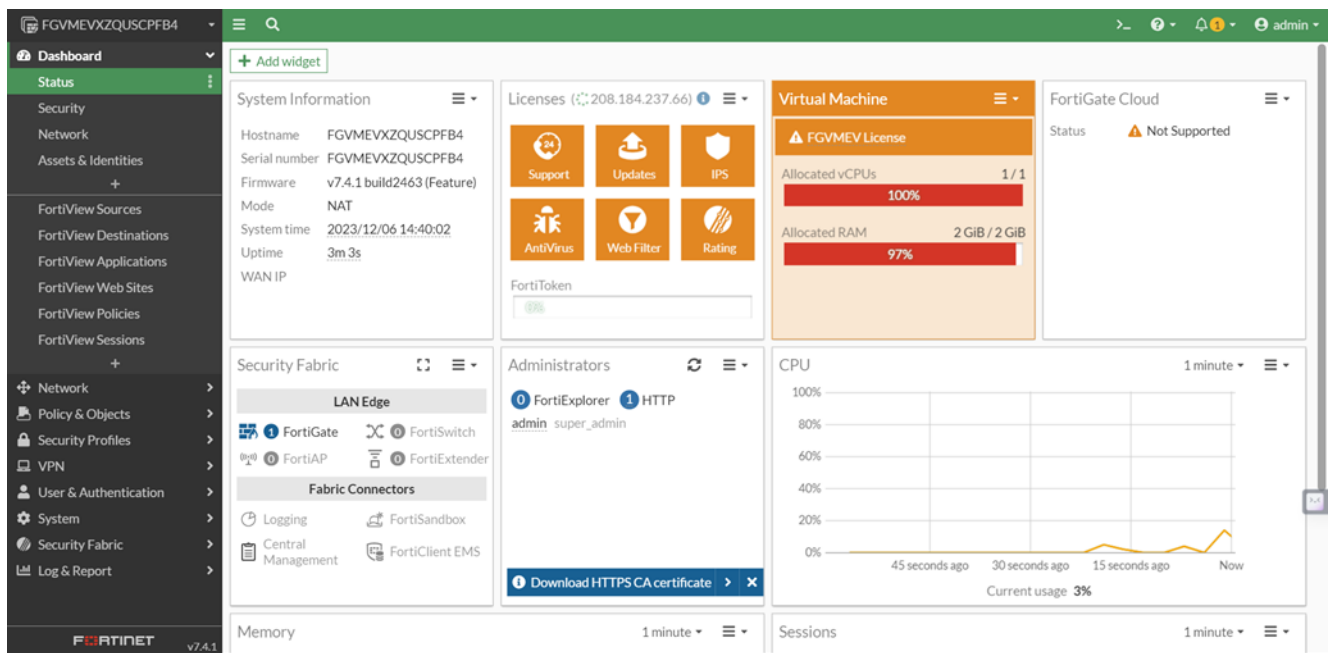 FGVMEVXZQUSCPFB4
>_
1
admin
Dashboard
Status
Security
Network
Assets & Identities
+
FortiView Sources
FortiView Destinations
FortiView Applications
FortiView Web Sites
FortiView Policies
FortiView Sessions
+
Network
Policy & Objects
Security Profiles
VPN
User & Authentication
System
Security Fabric
Log & Report
FORTINET
v7.4.1
+ Add widget
System Information
Hostname FGVMEVXZQUSCPFB4
Serial number FGVMEVXZQUSCPFB4
Firmware v7.4.1 build2463 (Feature)
Mode NAT
System time 2023/12/06 14:40:02
Uptime 3m 3s
WAN IP
Licenses (208.184.237.66)
24
Support
Updates
IPS
AntiVirus
Web Filter
Rating
FortiToken
0%
Virtual Machine
FGVMEV License
Allocated vCPUs 1 / 1
100%
Allocated RAM 2 GiB / 2 GiB
97%
FortiGate Cloud
Status Not Supported
Security Fabric
LAN Edge
1 FortiGate
0 FortiSwitch
0 FortiAP
0 FortiExtender
Fabric Connectors
Logging
FortiSandbox
Central
Management
FortiClient EMS
Administrators
0 FortiExplorer 1 HTTP
admin super_admin
Download HTTPS CA certificate
CPU
1 minute
100%
80%
60%
40%
20%
0%
45 seconds ago 30 seconds ago 15 seconds ago Now
Current usage 3%
Memory
1 minute
Sessions
1 minute